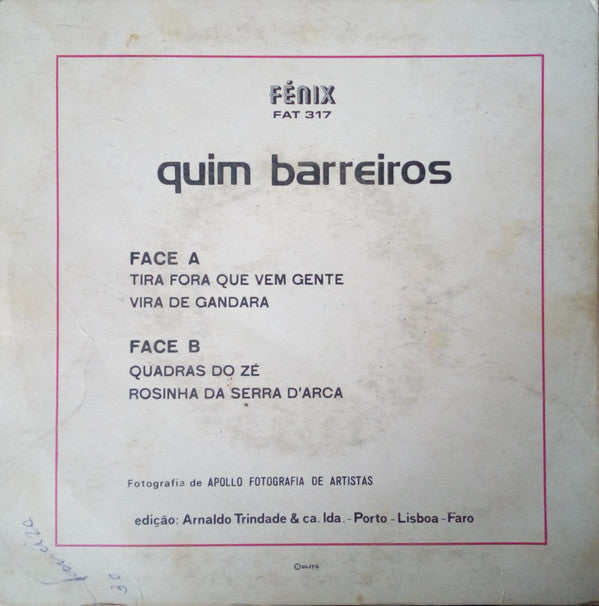 FÉNIX
FAT 317
quim barreiros
FACE A
TIRA FORA QUE VEM GENTE
VIRA DE GANDARA
FACE B
QUADRAS DO ZÉ
ROSINHA DA SERRA D'ARCA
Fotografia de APOLLO FOTOGRAFIA DE ARTISTAS
edição: Arnaldo Trindade & ca. lda. - Porto - Lisboa - Faro
30